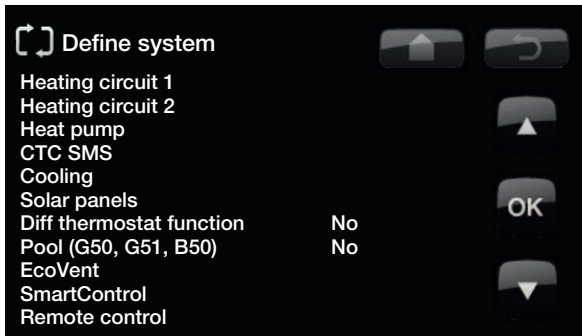 Define system
Heating circuit 1
Heating circuit 2
Heat pump
CTC SMS
Cooling
Solar panels
OK
Diff thermostat function No
Pool (G50, G51, B50) No
EcoVent
SmartControl
Remote control